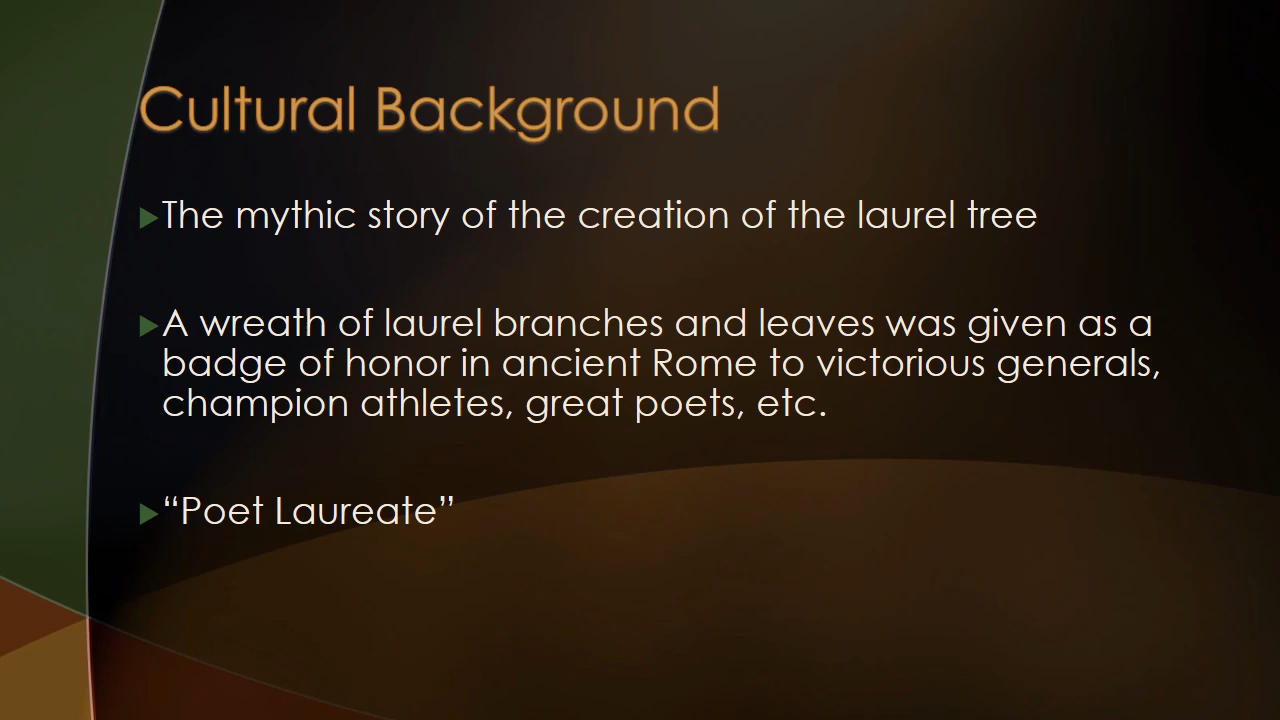 Cultural Background
The mythic story of the creation of the laurel tree
A wreath of laurel branches and leaves was given as a
badge of honor in ancient Rome to victorious generals,
champion athletes, great poets, etc.
“Poet Laureate”